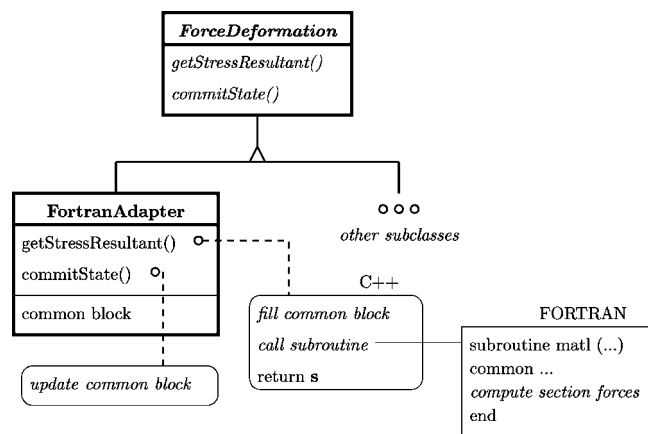 ForceDeformation
getStressResultant()
commitState()
FortranAdapter
getStressResultant()
commitState()
common block
other subclasses
C++
fill common block
call subroutine
return s
update common block
FORTRAN
subroutine matl (...)
common ...
compute section forces
end